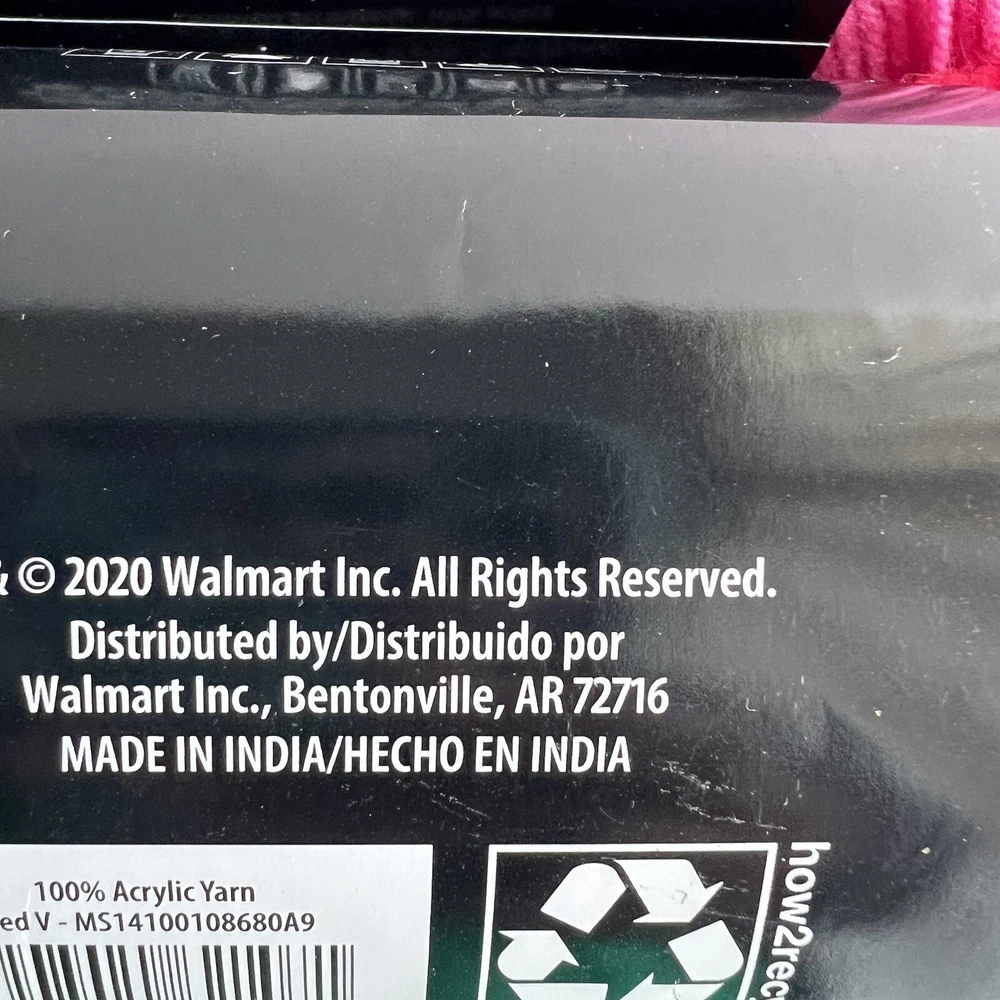 & © 2020 Walmart Inc. All Rights Reserved.
Distributed by/Distribuido por
Walmart Inc., Bentonville, AR 72716
MADE IN INDIA/HECHO EN INDIA
100% Acrylic Yarn
ed V - MS14100108680A9
how2rec